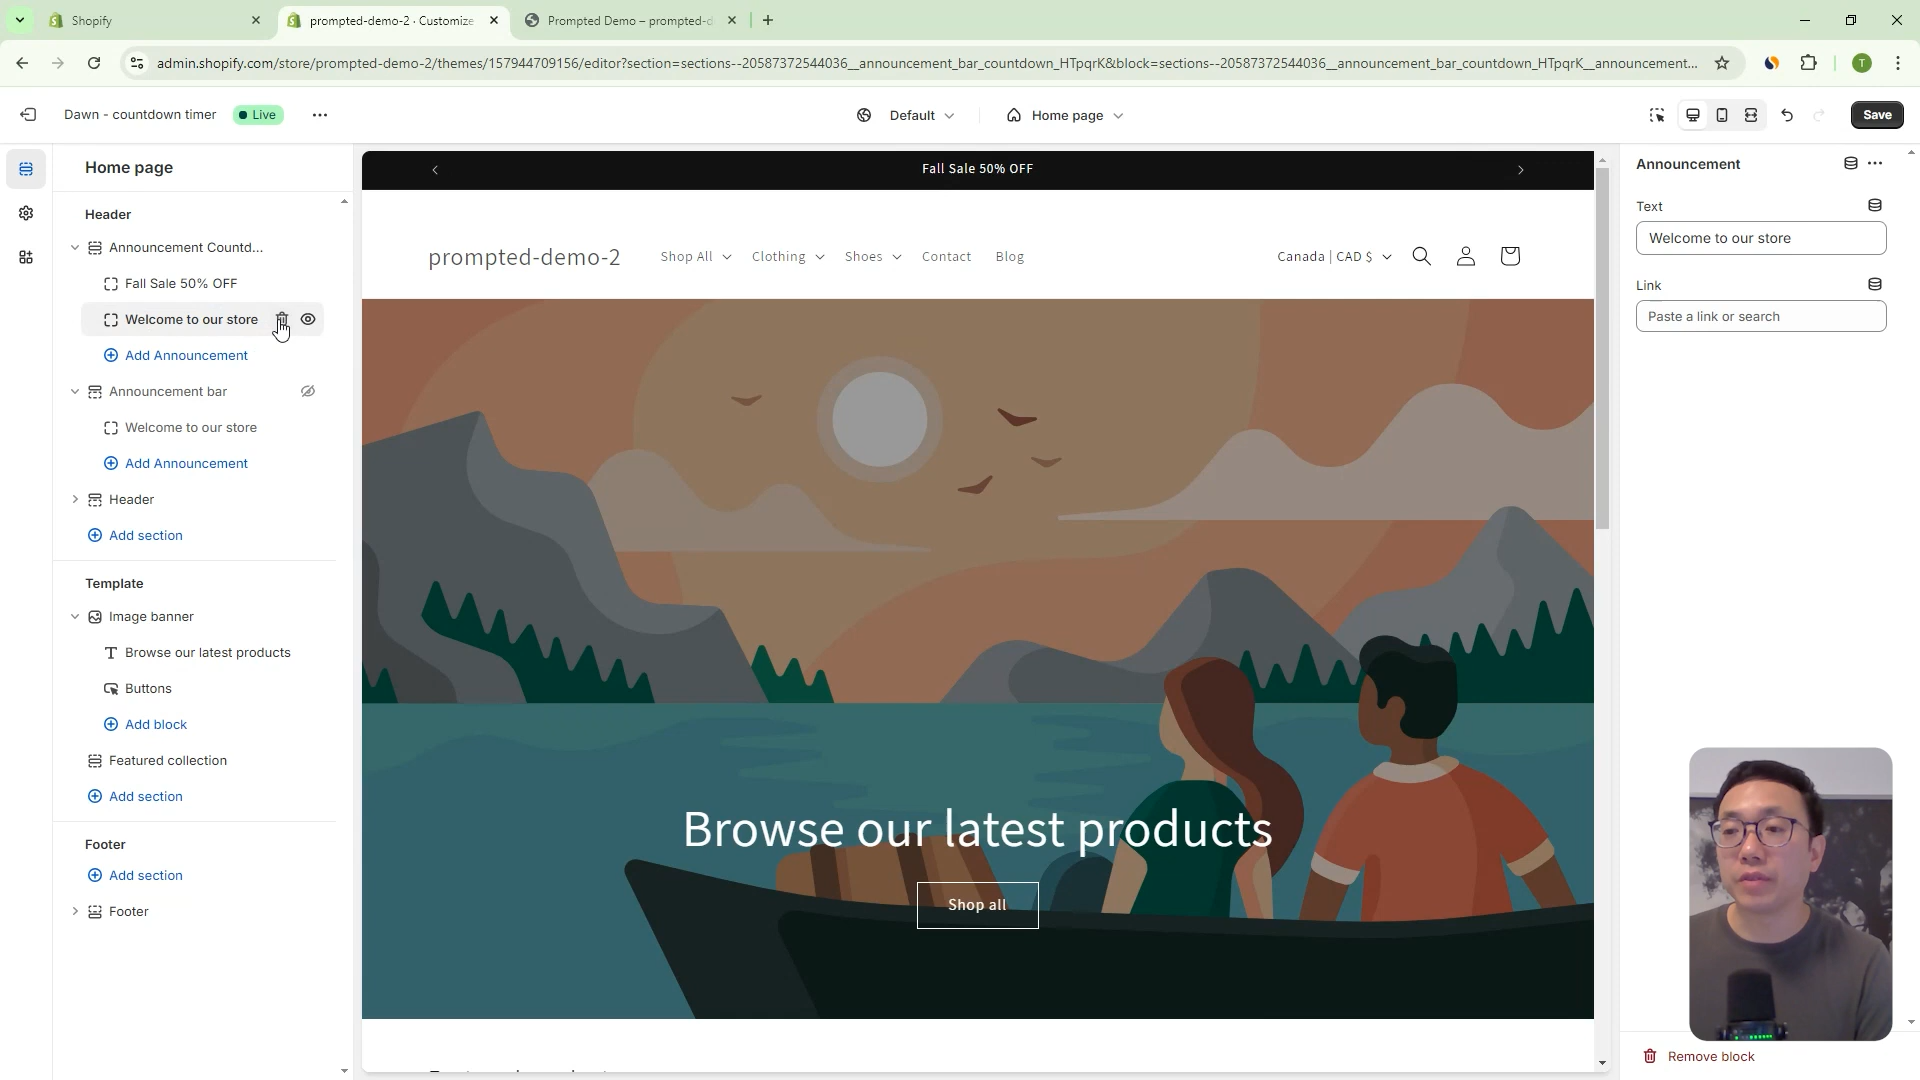 Shopify
prompted-demo-2 · Customize
Prompted Demo – prompted-d
admin.shopify.com/store/prompted-demo-2/themes/157944709156/editor?section=sections--20587372544036__announcement_bar_countdown_HTpqrK&block=sections--20587372544036__announcement_bar_countdown_HTpqrK__announcement...
T
Dawn - countdown timer
Live
Default
Home page
Save
Home page
Header
Announcement Countd...
Fall Sale 50% OFF
Welcome to our store
Add Announcement
Announcement bar
Welcome to our store
Add Announcement
Header
Add section
Template
Image banner
Browse our latest products
Buttons
Add block
Featured collection
Add section
Footer
Add section
Footer
Fall Sale 50% OFF
prompted-demo-2
Shop All
Clothing
Shoes
Contact
Blog
Canada | CAD $
Browse our latest products
Shop all
Announcement
Text
Welcome to our store
Link
Paste a link or search
Remove block